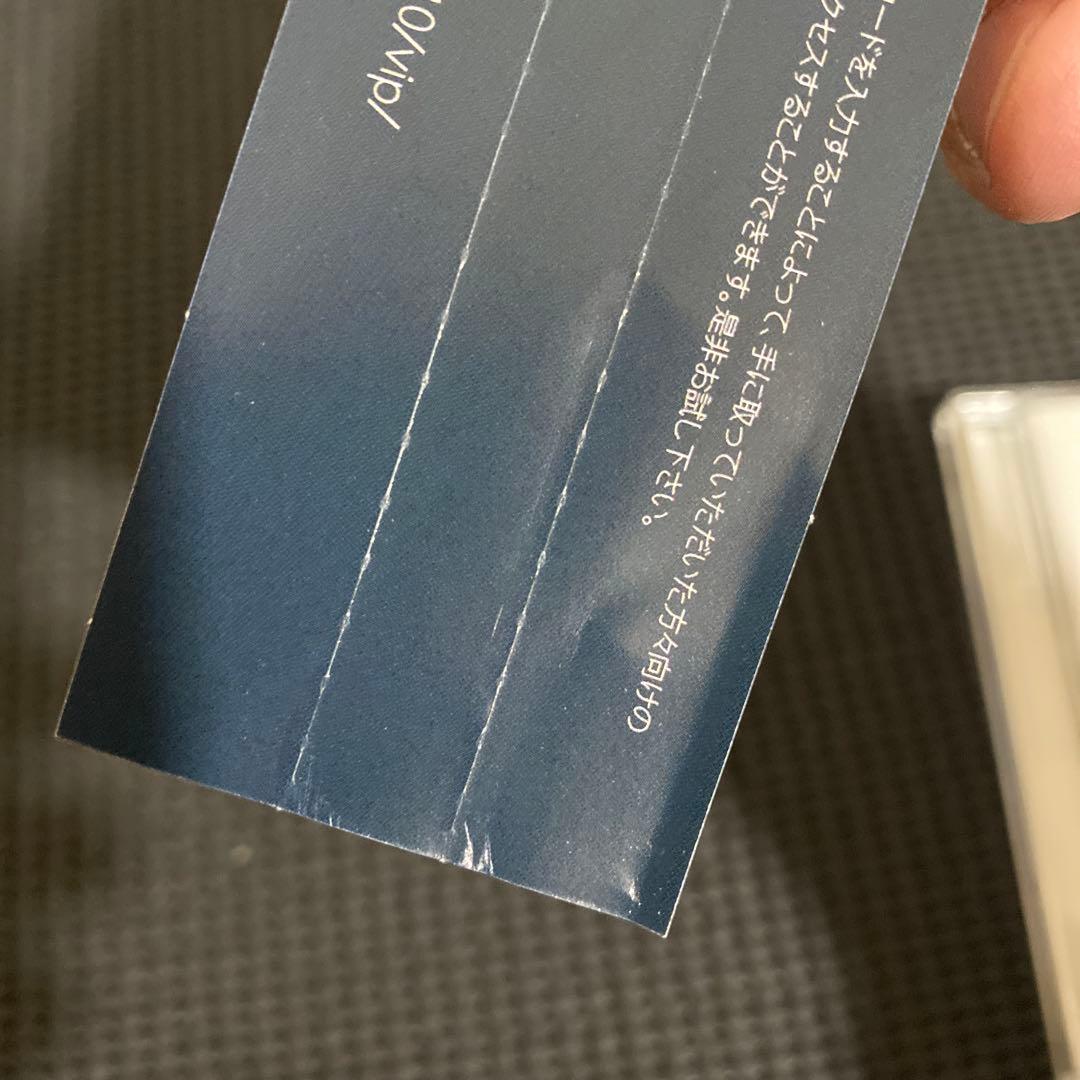 ードを入力することによって、手に取っていただいた方々向けの
クセスすることができます。是非お試し下さい。
10/vip/